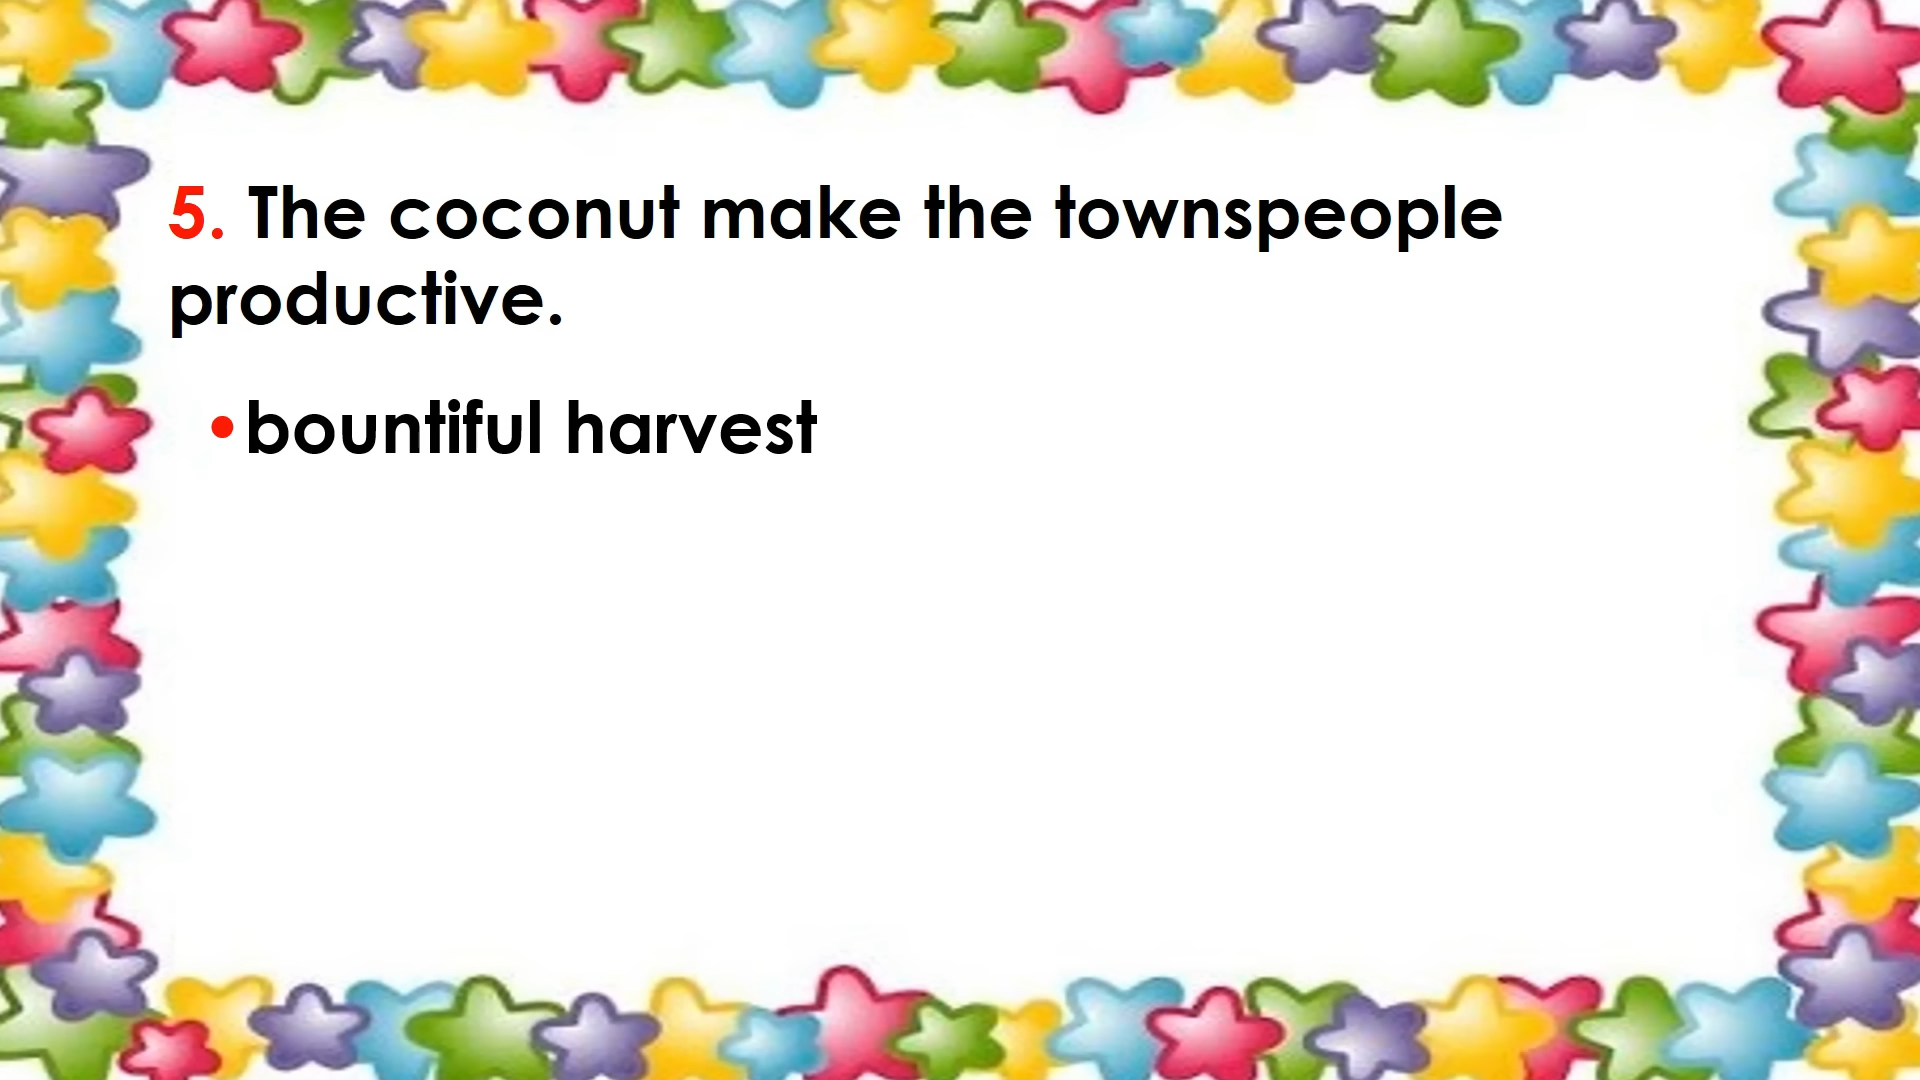 5. The coconut make the townspeople
productive.
•bountiful harvest